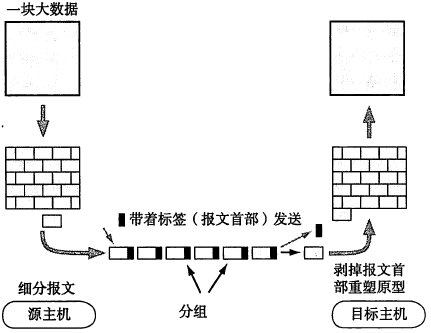 一块大数据
带着标签（报文首部）发送
细分报文
源主机
分组
剥掉报文首
部重塑原型
目标主机